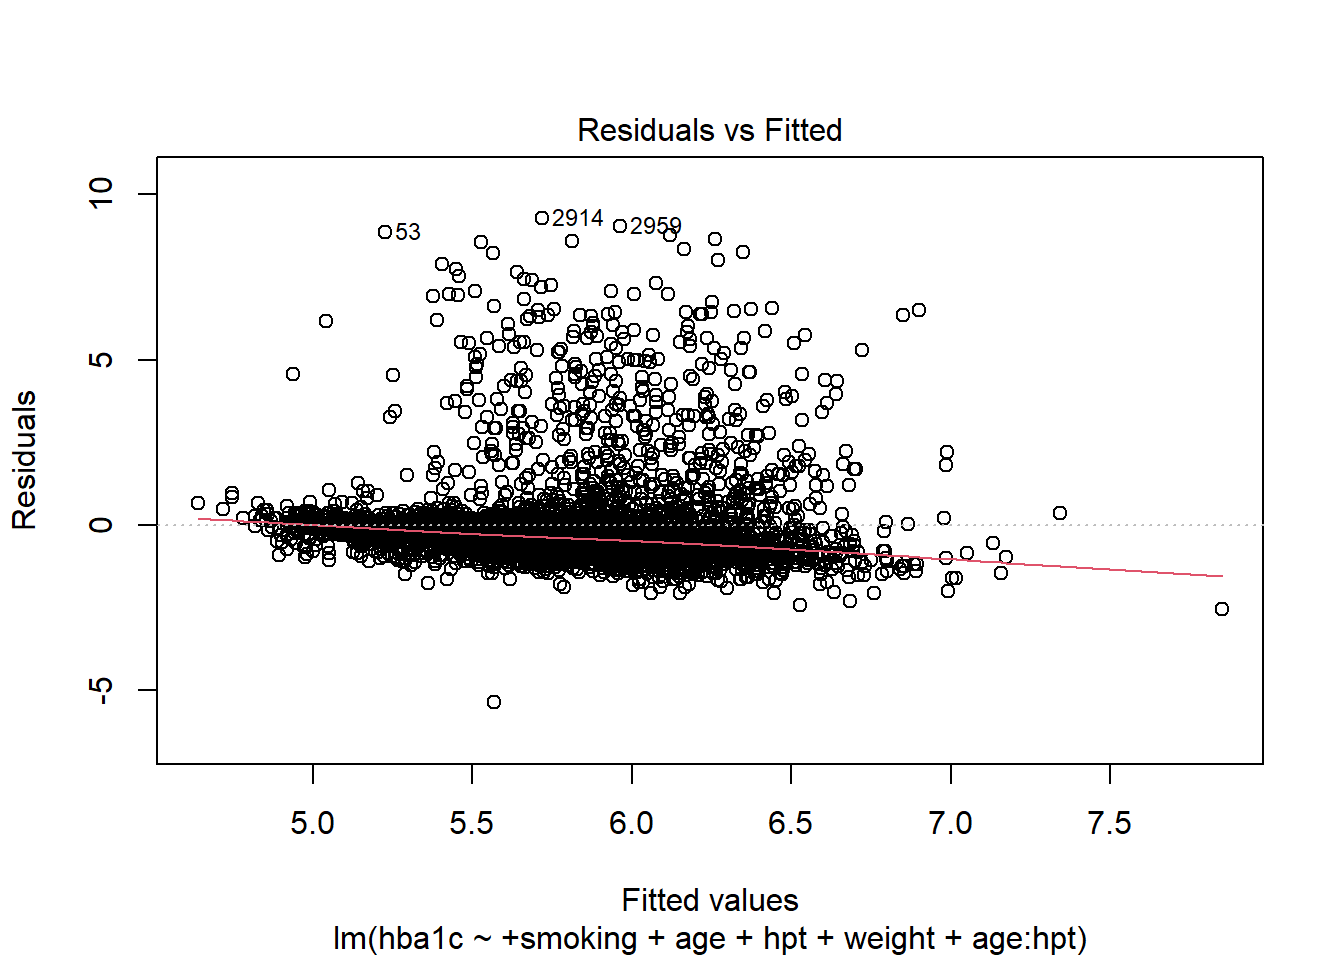 Residuals vs Fitted
10
5
0
-5
Residuals
53
2914
2959
5.0 5.5 6.0 6.5 7.0 7.5
Fitted values
lm(hba1c ~ +smoking + age + hpt + weight + age:hpt)